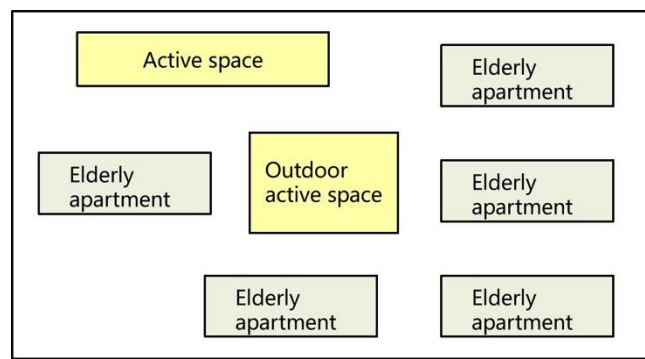 Active space
Elderly
apartment
Elderly
apartment
Outdoor
active space
Elderly
apartment
Elderly
apartment
Elderly
apartment